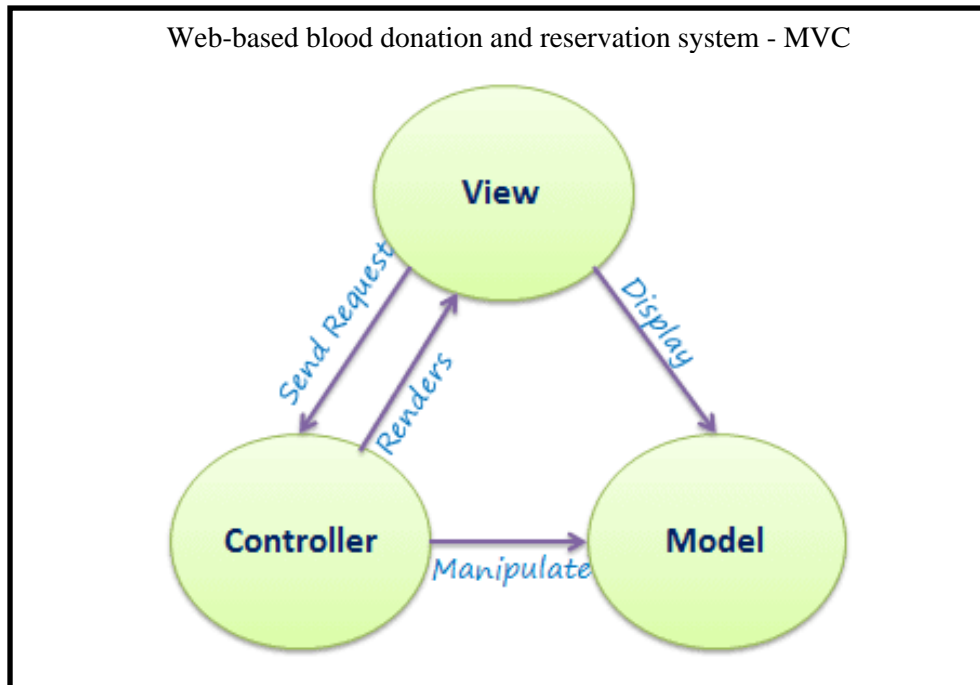 Web-based blood donation and reservation system - MVC
View
Send Request
Renders
Display
Controller
Manipulate
Model